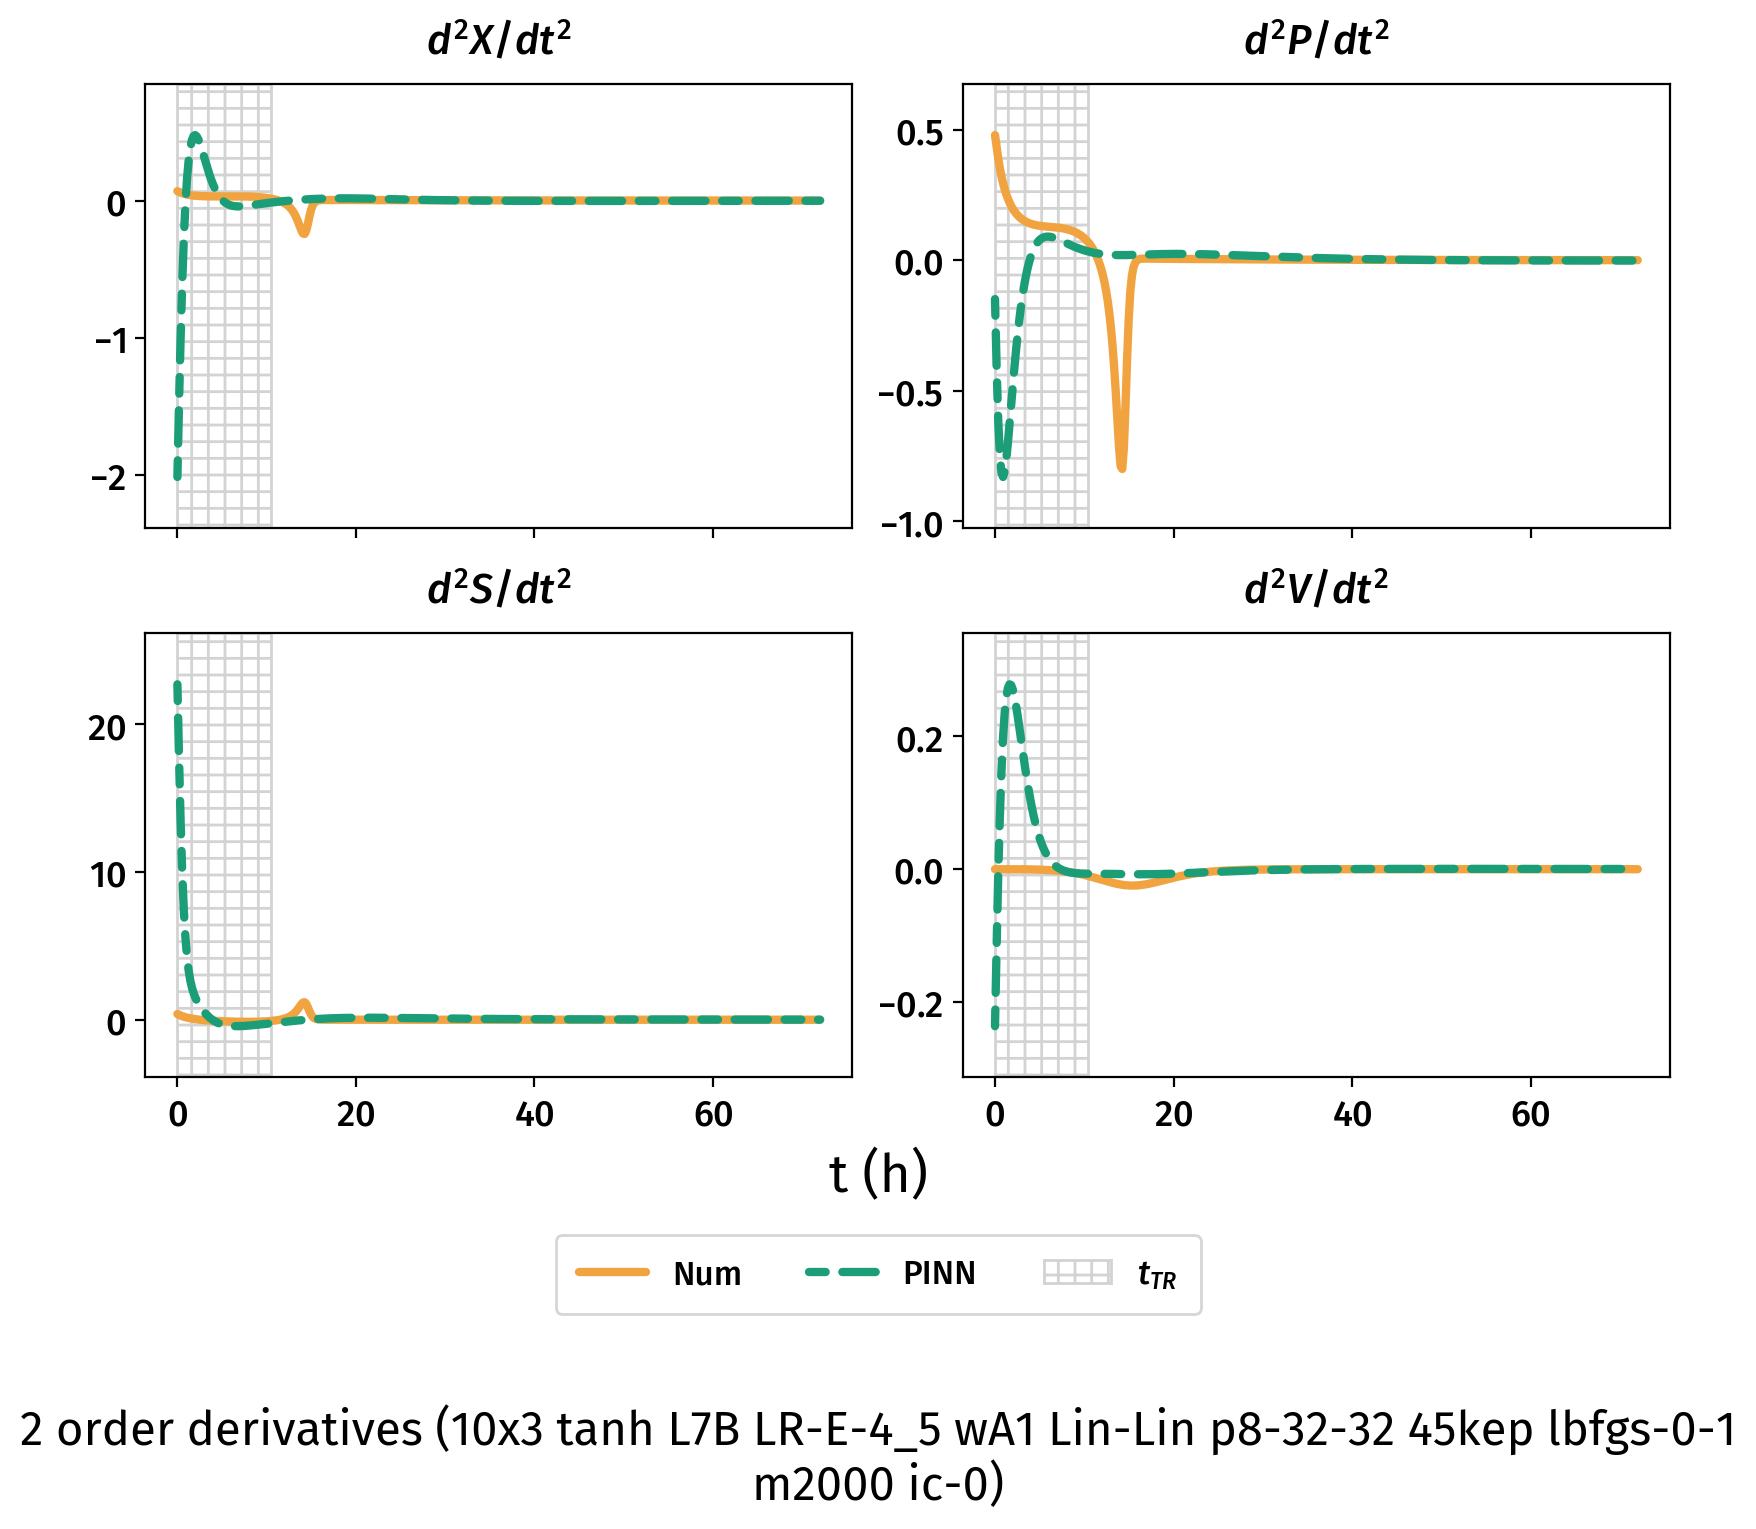 d²X/dt²
d²P/dt²
0
−1
−2
0.5
0.0
−0.5
−1.0
d²S/dt²
d²V/dt²
20
10
0
0.2
0.0
−0.2
0 20 40 60
0 20 40 60
t (h)
Num PINN t_TR
2 order derivatives (10x3 tanh L7B LR-E-4_5 wA1 Lin-Lin p8-32-32 45kep lbfgs-0-1
m2000 ic-0)